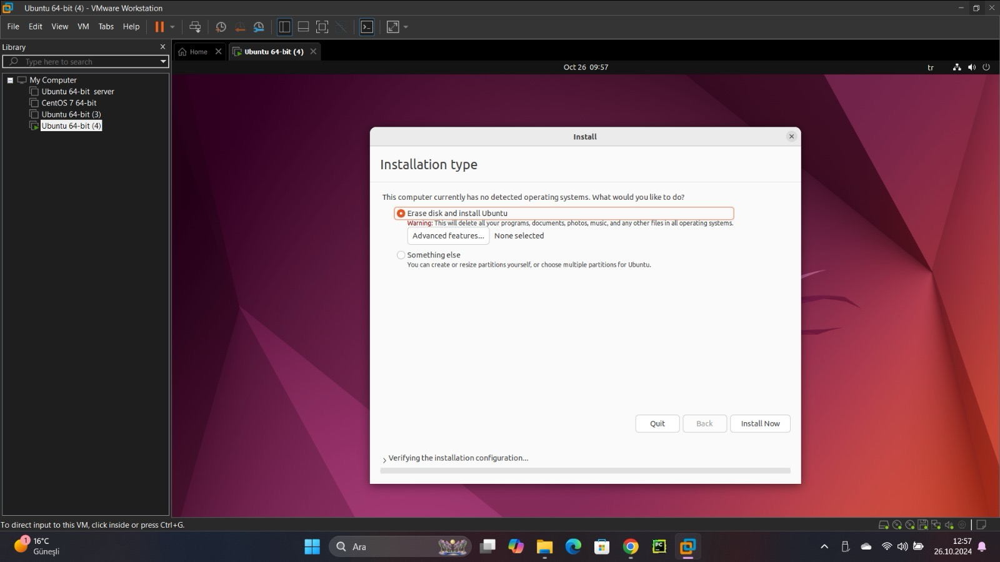 Ubuntu 64-bit (4) - VMware Workstation
File Edit View VM Tabs Help
Library
Type here to search
My Computer
Ubuntu 64-bit server
CentOS 7 64-bit
Ubuntu 64-bit (3)
Ubuntu 64-bit (4)
Home
Ubuntu 64-bit (4)
Oct 26 09:57
tr
Install
Installation type
This computer currently has no detected operating systems. What would you like to do?
Erase disk and install Ubuntu
Warning: This will delete all your programs, documents, photos, music, and any other files in all operating systems.
Advanced features... None selected
Something else
You can create or resize partitions yourself, or choose multiple partitions for Ubuntu.
Quit Back Install Now
Verifying the installation configuration...
To direct input to this VM, click inside or press Ctrl+G.
1
16°C
Güneşli
Ara
PC
12:57
26.10.2024